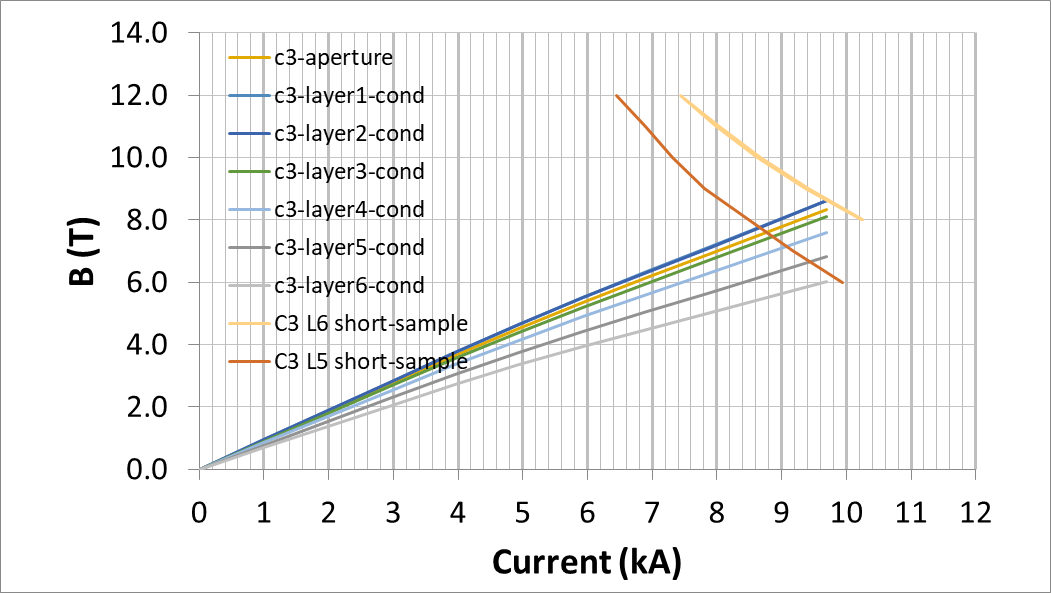 14.0
12.0
10.0
8.0
6.0
4.0
2.0
0.0
B (T)
c3-aperture
c3-layer1-cond
c3-layer2-cond
c3-layer3-cond
c3-layer4-cond
c3-layer5-cond
c3-layer6-cond
C3 L6 short-sample
C3 L5 short-sample
0 1 2 3 4 5 6 7 8 9 10 11 12
Current (kA)